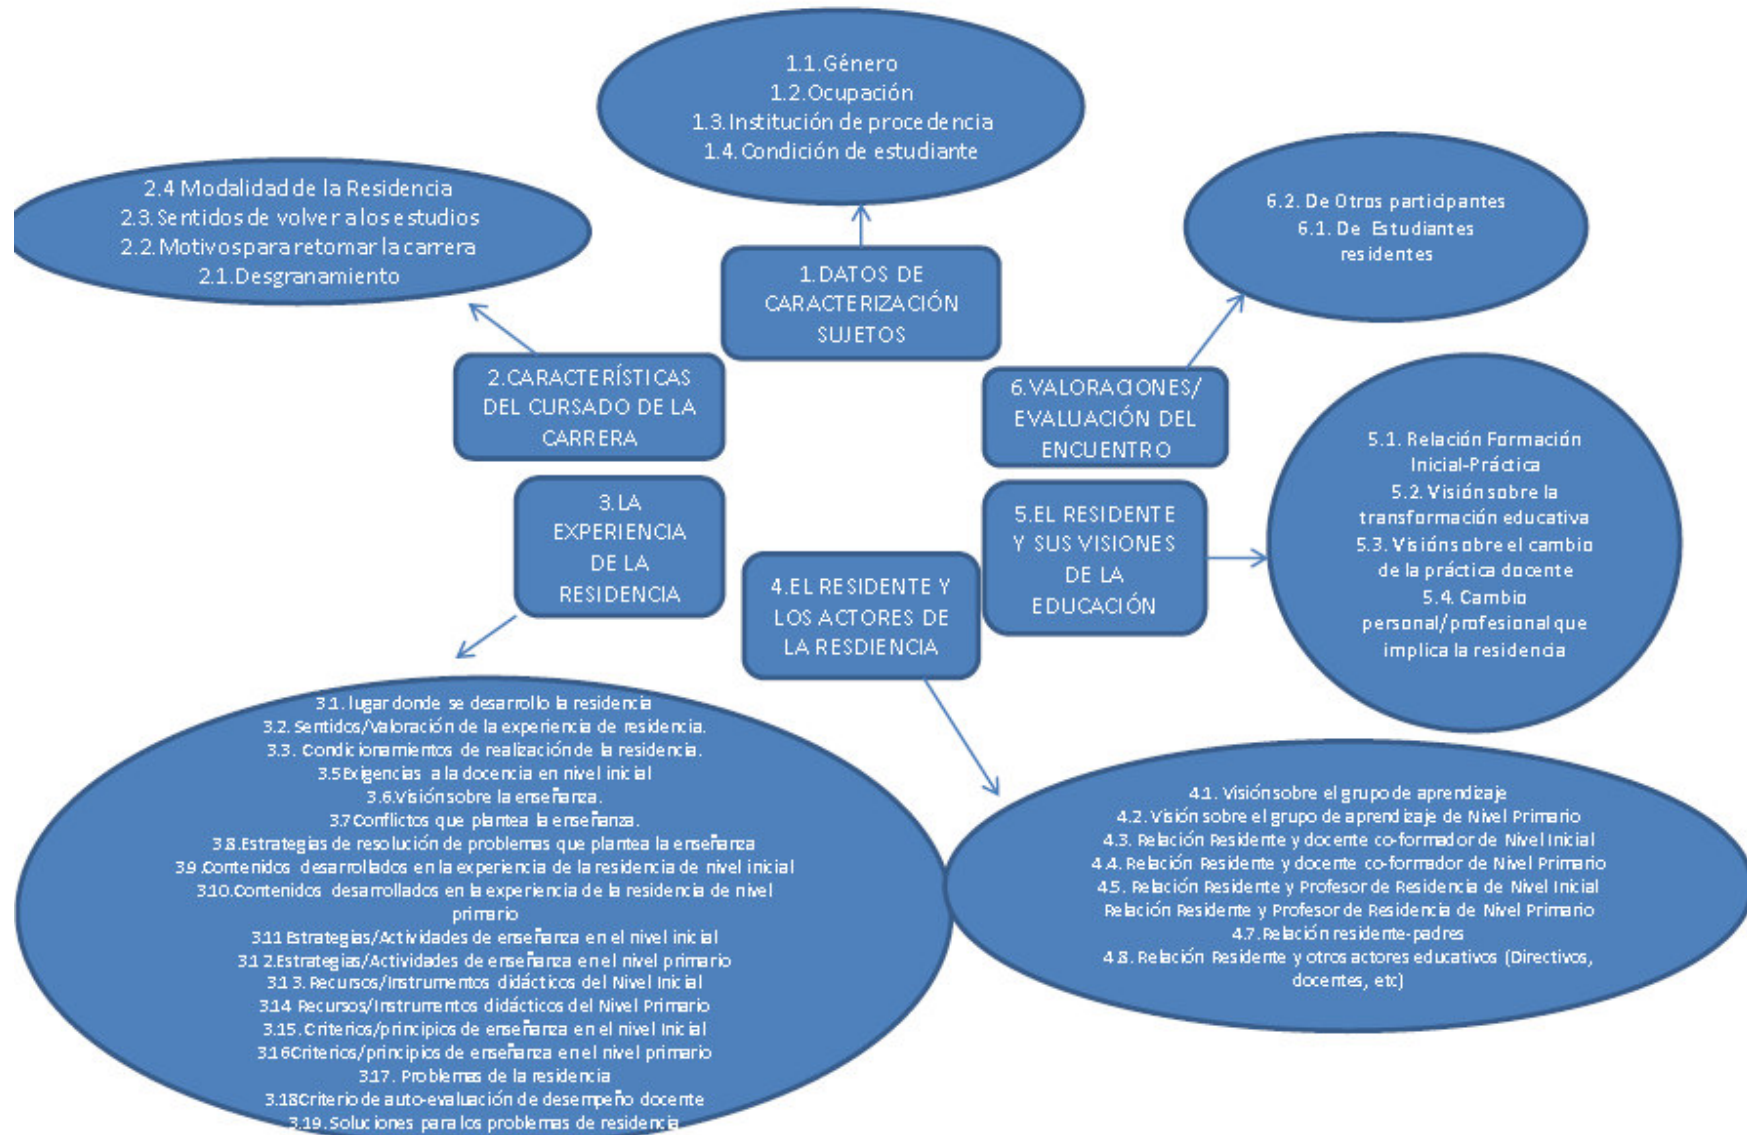 1.1.Género
1.2.Ocupación
1.3.Institución de procedencia
1.4.Condición de estudiante
2.4 Modalidad de la Residencia
2.3.Sentidos de volver a los estudios
2.2.Motivos para retomar la carrera
2.1.Desgranamiento
6.2. De Otros participantes
6.1. De Estudiantes
residentes
1.DATOS DE
CARACTERIZACIÓN
SUJETOS
2.CARACTERÍSTICAS
DEL CURSADO DE LA
CARRERA
6.VALORACIONES/
EVALUACIÓN DEL
ENCUENTRO
3.LA
EXPERIENCIA
DE LA
RESIDENCIA
4.EL RESIDENTE Y
LOS ACTORES DE
LA RESDIENCIA
5.EL RESIDENTE
Y SUS VISIONES
DE LA
EDUCACIÓN
5.1. Relación Formación
Inicial-Práctica
5.2. Visión sobre la
transformación educativa
5.3. Visión sobre el cambio
de la práctica docente
5.4. Cambio
personal/profesional que
implica la residencia
3.1. lugar donde se desarrollo la residencia
3.2. Sentidos/Valoración de la experiencia de residencia.
3.3. Condicionamientos de realización de la residencia.
3.5Exigencias a la docencia en nivel inicial
3.6.Visión sobre la enseñanza.
3.7Conflictos que plantea la enseñanza.
3.8.Estrategias de resolución de problemas que plantea la enseñanza
3.9.Contenidos desarrollados en la experiencia de la residencia de nivel inicial
3.10.Contenidos desarrollados en la experiencia de la residencia de nivel
primario
3.11 Estrategias/Actividades de enseñanza en el nivel inicial
3.12.Estrategias/Actividades de enseñanza en el nivel primario
3.13. Recursos/Instrumentos didácticos del Nivel Inicial
3.14 Recursos/Instrumentos didácticos del Nivel Primario
3.15. Criterios/principios de enseñanza en el nivel Inicial
3.16Criterios/principios de enseñanza en el nivel primario
3.17. Problemas de la residencia
3.18Criterio de auto-evaluación de desempeño docente
3.19. Soluciones para los problemas de residencia
4.1. Visión sobre el grupo de aprendizaje
4.2. Visión sobre el grupo de aprendizaje de Nivel Primario
4.3. Relación Residente y docente co-formador de Nivel Inicial
4.4. Relación Residente y docente co-formador de Nivel Primario
4.5. Relación Residente y Profesor de Residencia de Nivel Inicial
Relación Residente y Profesor de Residencia de Nivel Primario
4.7.Relación residente-padres
4.8. Relación Residente y otros actores educativos (Directivos,
docentes, etc)